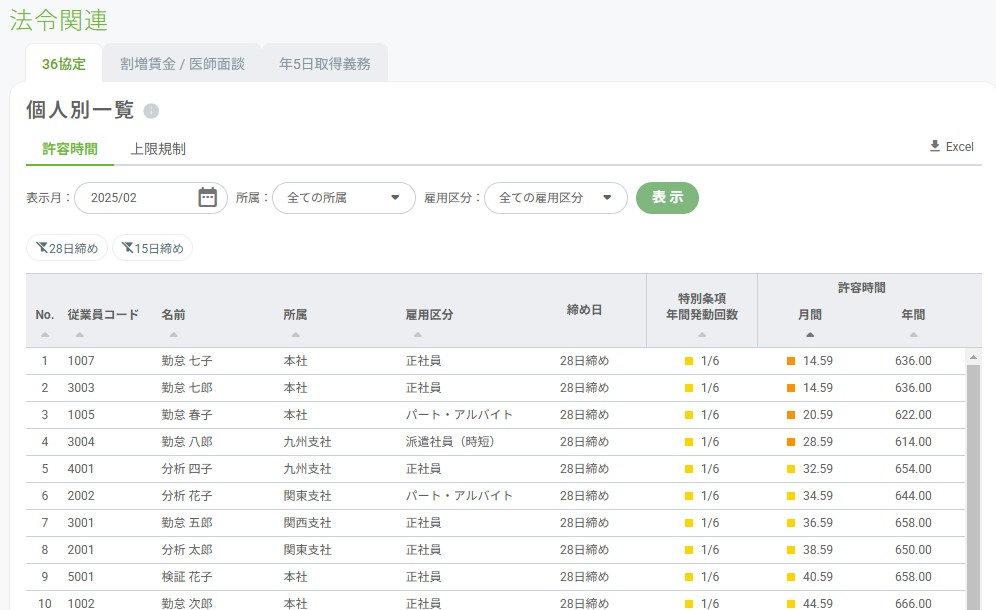 法令関連
36協定 割増賃金 / 医師面談 年5日取得義務
個人別一覧
許容時間 上限規制 Excel
表示月： 2025/02 所属： 全ての所属 雇用区分： 全ての雇用区分 表示
28日締め 15日締め
No. 従業員コード 名前 所属 雇用区分 締め日 特別条項 年間発動回数 許容時間 月間 年間
1 1007 勤怠 七子 本社 正社員 28日締め 1/6 14.59 636.00
2 3003 勤怠 七郎 本社 正社員 28日締め 1/6 14.59 636.00
3 1005 勤怠 春子 本社 パート・アルバイト 28日締め 1/6 20.59 622.00
4 3004 勤怠 八郎 九州支社 派遣社員（時短） 28日締め 1/6 28.59 614.00
5 4001 分析 四子 九州支社 正社員 28日締め 1/6 32.59 654.00
6 2002 分析 花子 関東支社 パート・アルバイト 28日締め 1/6 34.59 644.00
7 3001 勤怠 五郎 関西支社 正社員 28日締め 1/6 36.59 658.00
8 2001 分析 太郎 関東支社 正社員 28日締め 1/6 38.59 650.00
9 5001 検証 花子 本社 正社員 28日締め 1/6 40.59 658.00
10 1002 勤怠 次郎 本社 正社員 28日締め 1/6 44.59 666.00